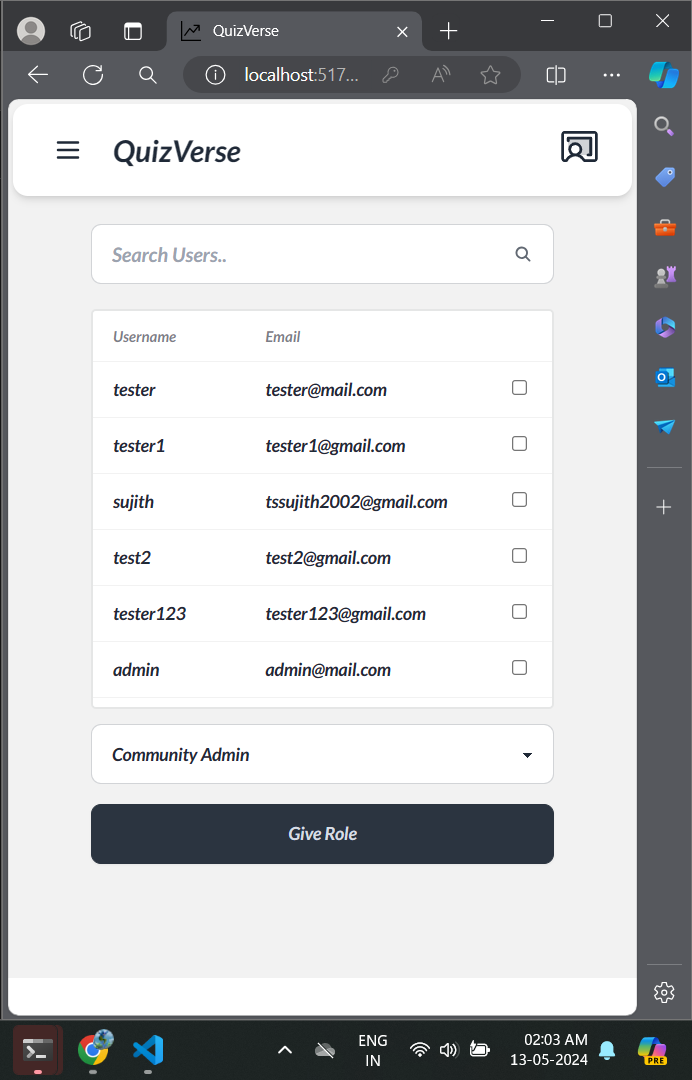 QuizVerse
localhost:517...
QuizVerse
Search Users..
Username Email
tester tester@mail.com
tester1 tester1@gmail.com
sujith tssujith2002@gmail.com
test2 test2@gmail.com
tester123 tester123@gmail.com
admin admin@mail.com
Community Admin
Give Role
ENG
IN
02:03 AM
13-05-2024
PRE